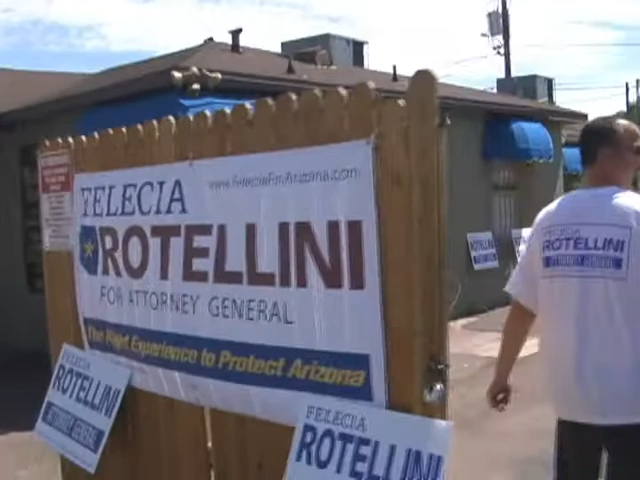 www.FeleciaForArizona.com
FELECIA
ROTELLINI
FOR ATTORNEY GENERAL
The Right Experience to Protect Arizona
FELECIA
ROTELLINI
ATTORNEY GENERAL
FELECIA
ROTELLINI
ROTELLINI
FELECIA
ROTELLINI
ATTORNEY GENERAL